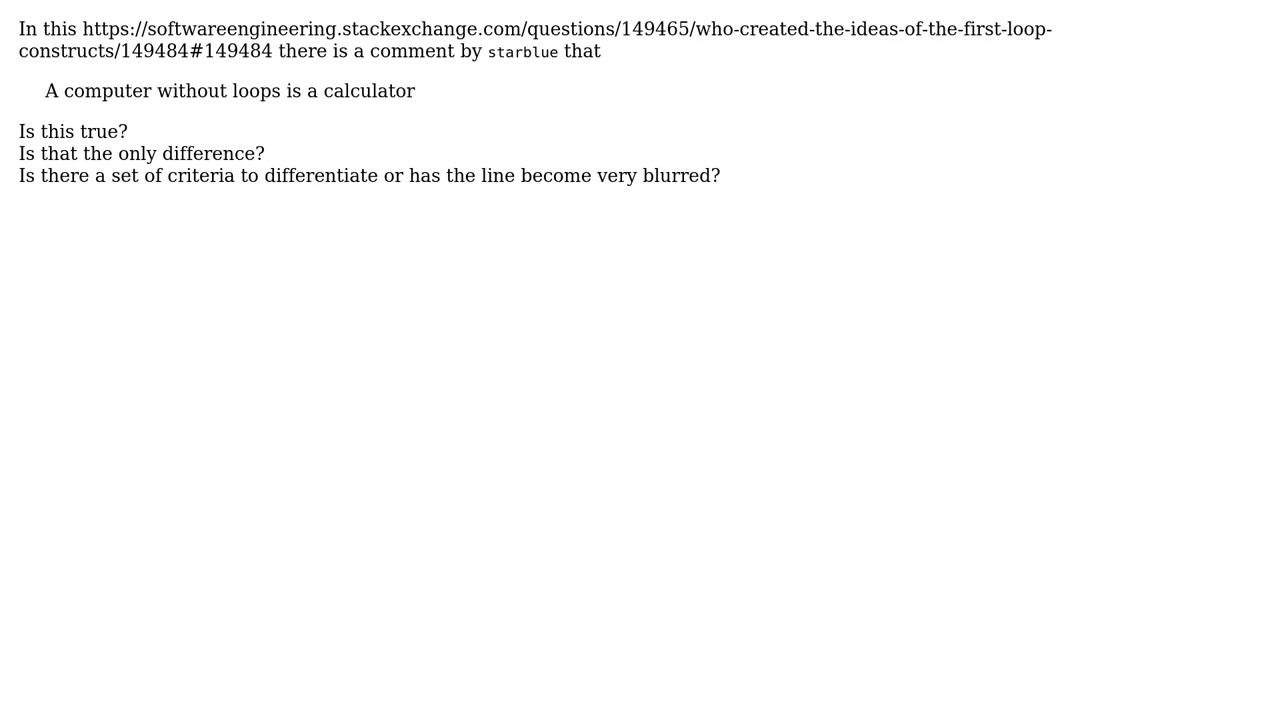 In this https://softwareengineering.stackexchange.com/questions/149465/who-created-the-ideas-of-the-first-loop-
constructs/149484#149484 there is a comment by starblue that
A computer without loops is a calculator
Is this true?
Is that the only difference?
Is there a set of criteria to differentiate or has the line become very blurred?